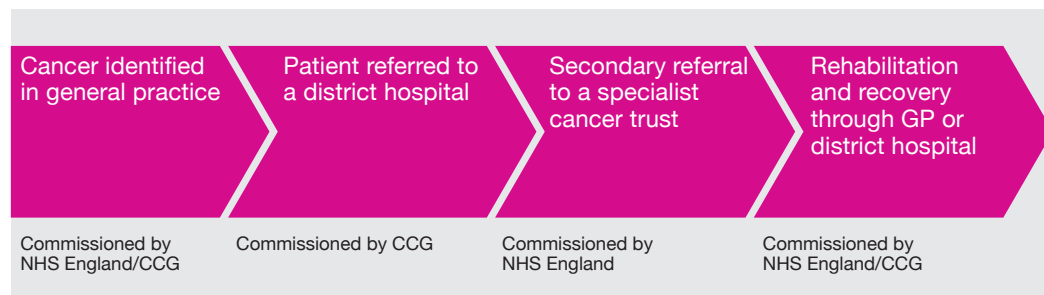 Cancer identified
in general practice
Patient referred to
a district hospital
Secondary referral
to a specialist
cancer trust
Rehabilitation
and recovery
through GP or
district hospital
Commissioned by
NHS England/CCG
Commissioned by CCG
Commissioned by
NHS England
Commissioned by
NHS England/CCG